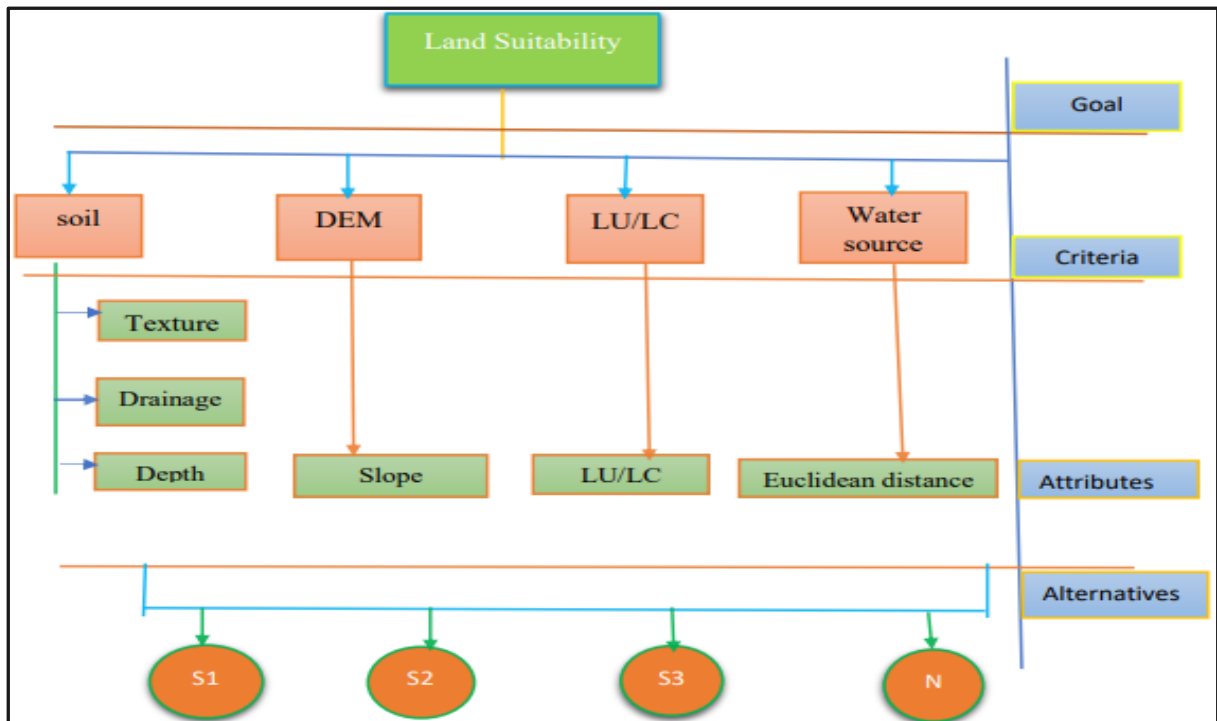 Land Suitability
Goal
soil
DEM
LU/LC
Water
source
Criteria
Texture
Drainage
Depth
Slope
LU/LC
Euclidean distance
Attributes
Alternatives
S1
S2
S3
N